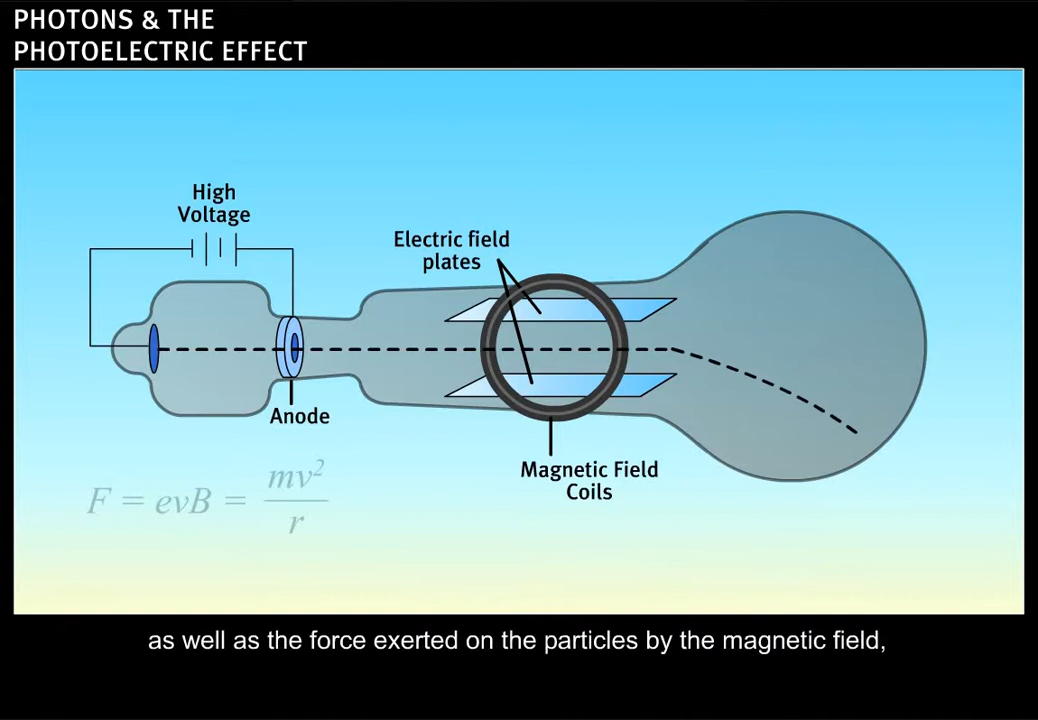 PHOTONS & THE
PHOTOELECTRIC EFFECT
High
Voltage
Electric field
plates
Anode
Magnetic Field
Coils
F = evB = mv²/r
as well as the force exerted on the particles by the magnetic field,